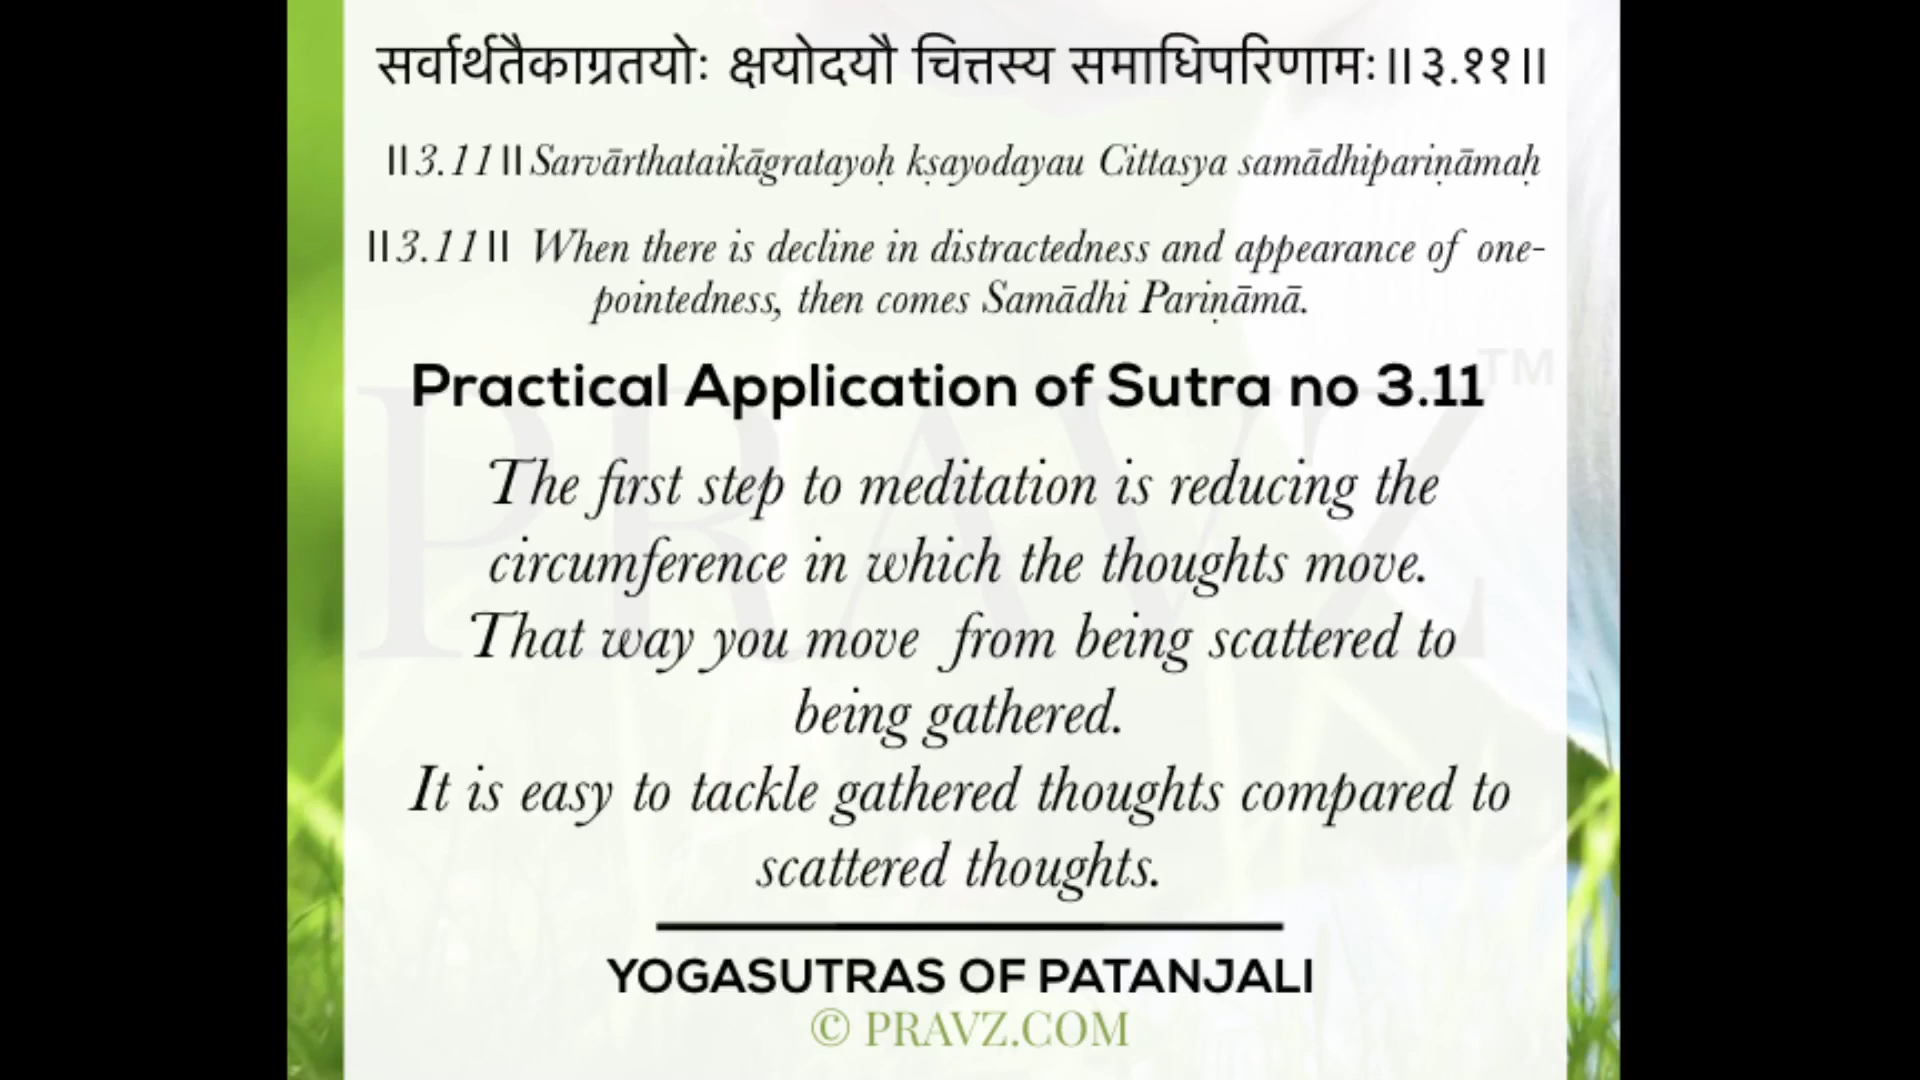 सर्वार्थतैकाग्रतयोः क्षयोदयौ चित्तस्य समाधिपरिणामः॥३.११॥
॥3.11॥Sarvārthataikāgratayoḥ kṣayodayau Cittasya samādhipariṇāmaḥ
॥3.11॥ When there is decline in distractedness and appearance of one-
pointedness, then comes Samādhi Pariṇāmā.
Practical Application of Sutra no 3.11
The first step to meditation is reducing the
circumference in which the thoughts move.
That way you move from being scattered to
being gathered.
It is easy to tackle gathered thoughts compared to
scattered thoughts.
YOGASUTRAS OF PATANJALI
© PRAVZ.COM
PRAVZ™